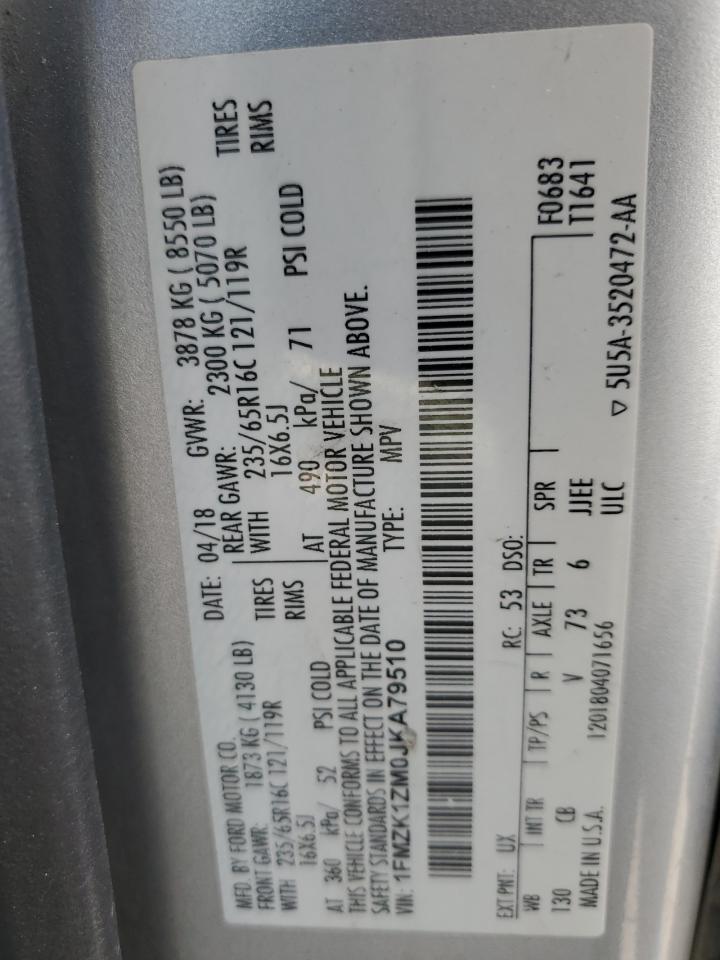 MFD. BY FORD MOTOR CO.
DATE: 04/18 GVWR: 3878 KG ( 8550 LB)
FRONT GAWR: 1873 KG ( 4130 LB) REAR GAWR: 2300 KG ( 5070 LB)
WITH 235/65R16C 121/119R TIRES WITH 235/65R16C 121/119R TIRES
16X6.5J RIMS 16X6.5J RIMS
AT 360 kPa/ 52 PSI COLD AT 490 kPa/ 71 PSI COLD
THIS VEHICLE CONFORMS TO ALL APPLICABLE FEDERAL MOTOR VEHICLE
SAFETY STANDARDS IN EFFECT ON THE DATE OF MANUFACTURE SHOWN ABOVE.
VIN: 1FMZK1ZM0JKA79510 TYPE: MPV
EXT PNT: UX RC: 53 DSO:
WB INT TR TP/PS R AXLE TR SPR F0683
130 CB V 73 6 JJEE T1641
MADE IN U.S.A. 1201804071656 ULC
▽ 5U5A-3520472-AA